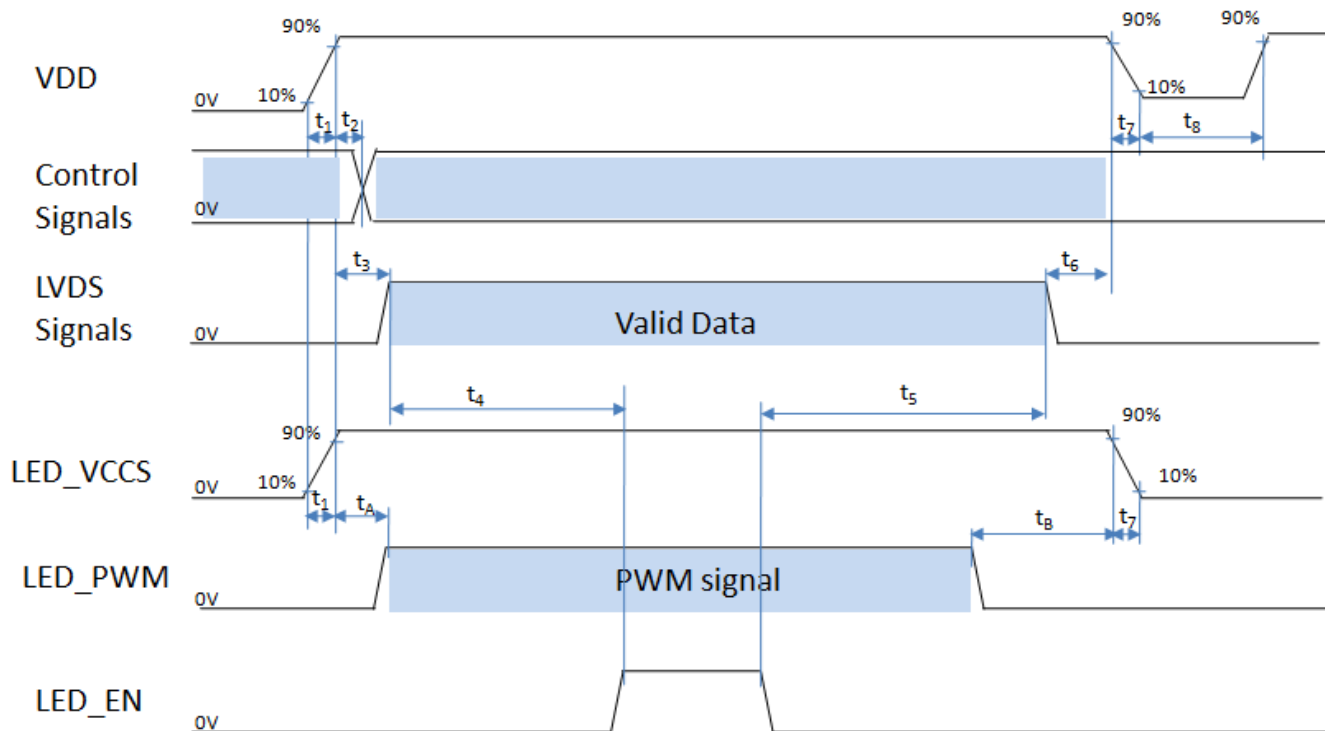 90%
90%
90%
VDD
0V
10%
10%
t1
t2
t7
t8
Control
Signals
0V
t3
t6
LVDS
Signals
Valid Data
0V
t4
t5
90%
90%
LED_VCCS
0V
10%
10%
t1
tA
tB
t7
LED_PWM
PWM signal
0V
LED_EN
0V